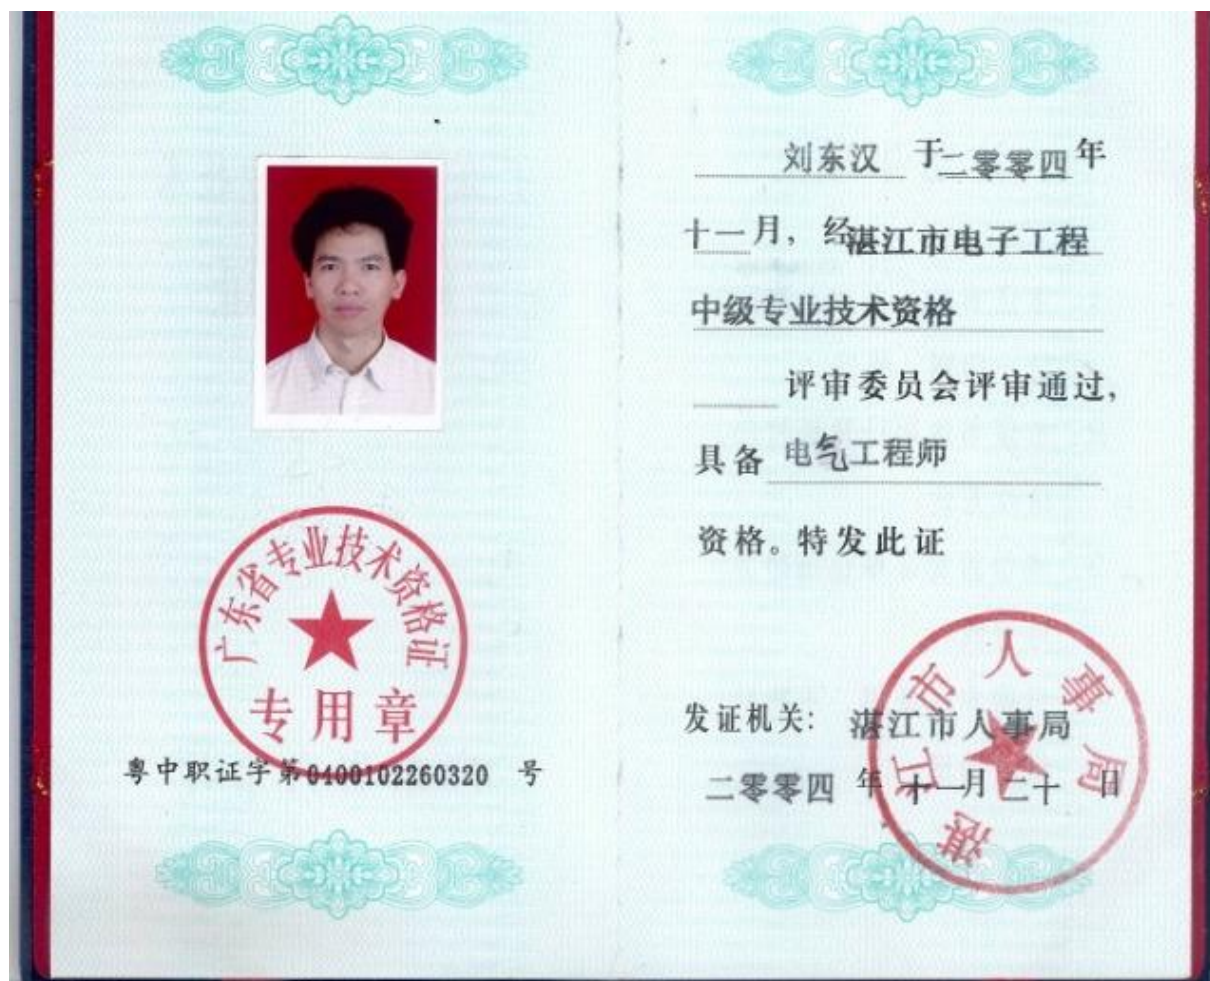 广东省专业技术资格证
专用章
粤中职证字第0400102260320 号
刘东汉 于二零零四年
十一月，经湛江市电子工程
中级专业技术资格
评审委员会评审通过，
具备 电气工程师
资格。特发此证
湛江市人事局
发证机关：湛江市人事局
二零零四 年 十一月 二十 日